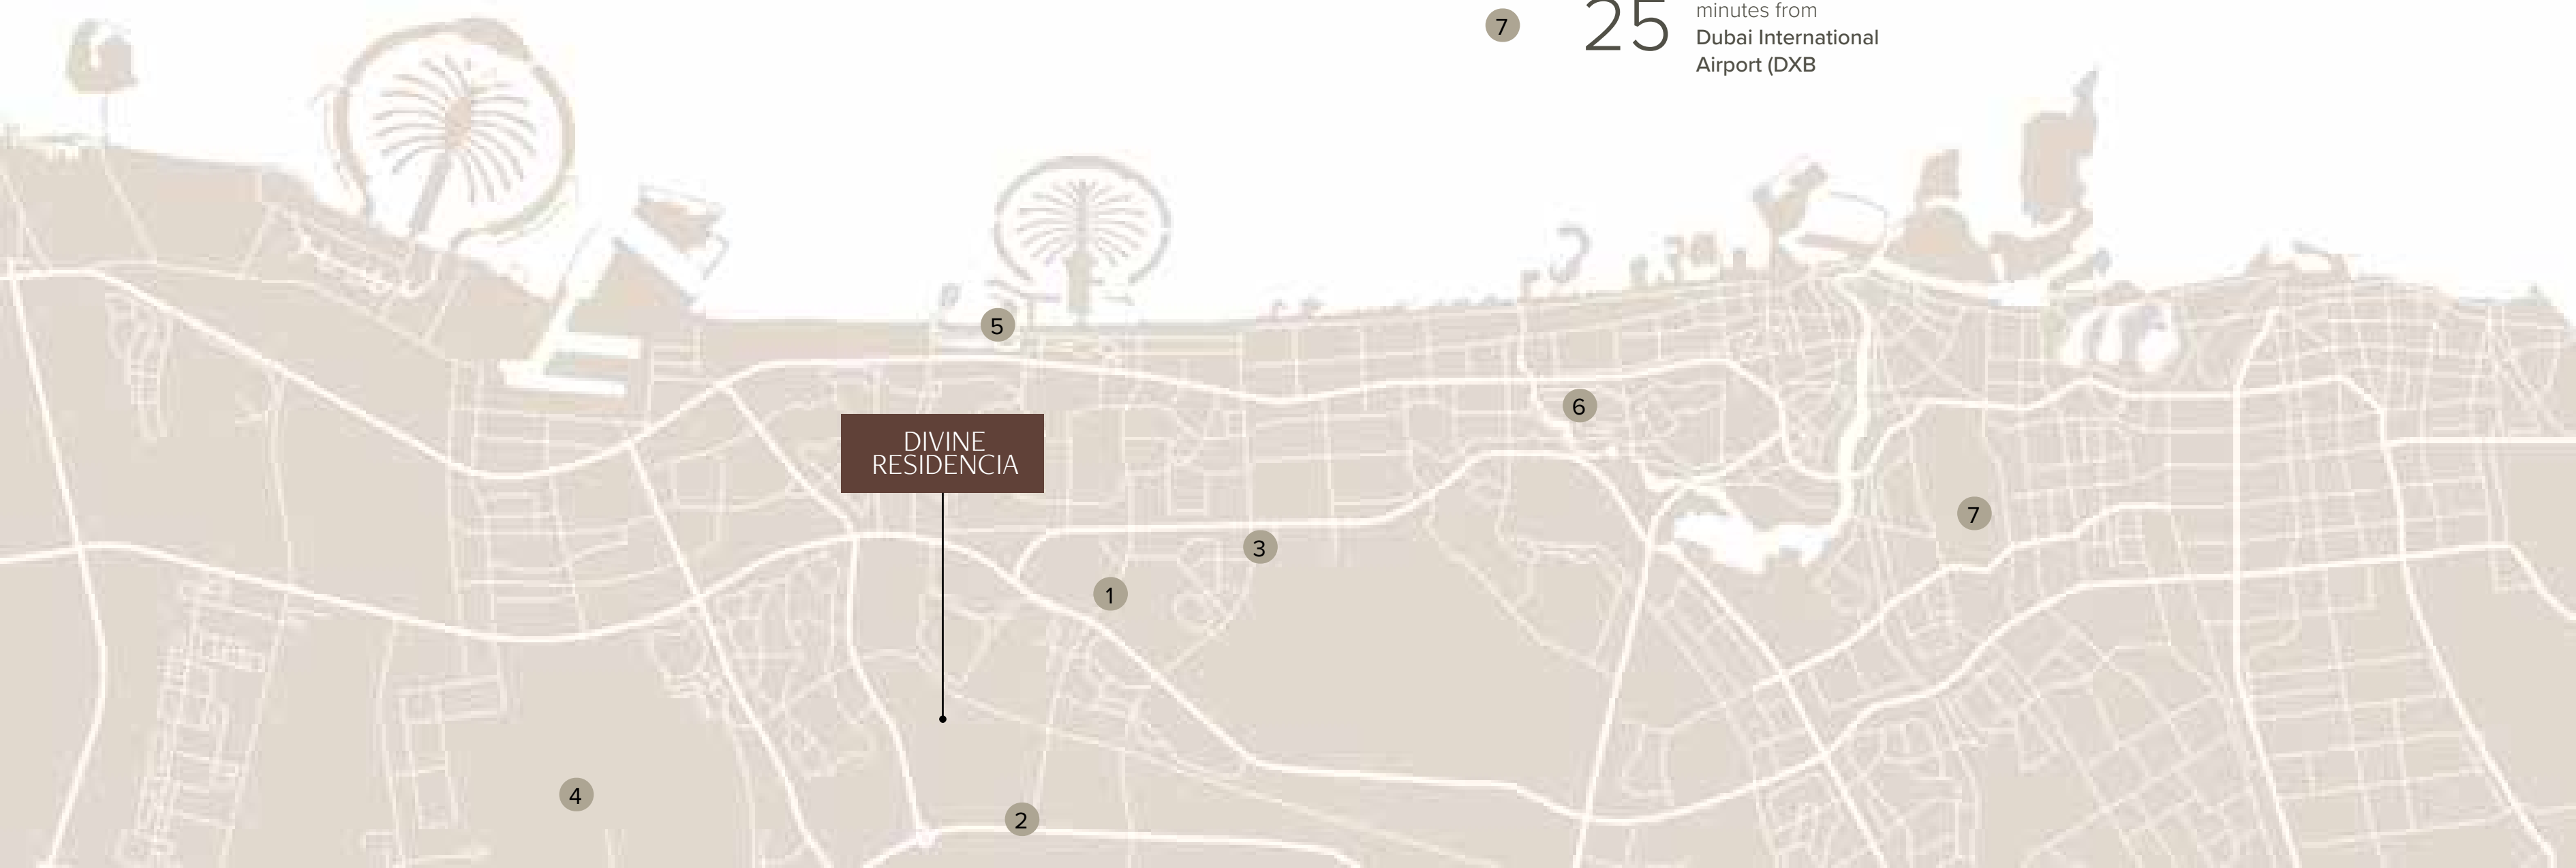 7
25
minutes from
Dubai International
Airport (DXB
5
6
DIVINE
RESIDENCIA
7
3
1
4
2